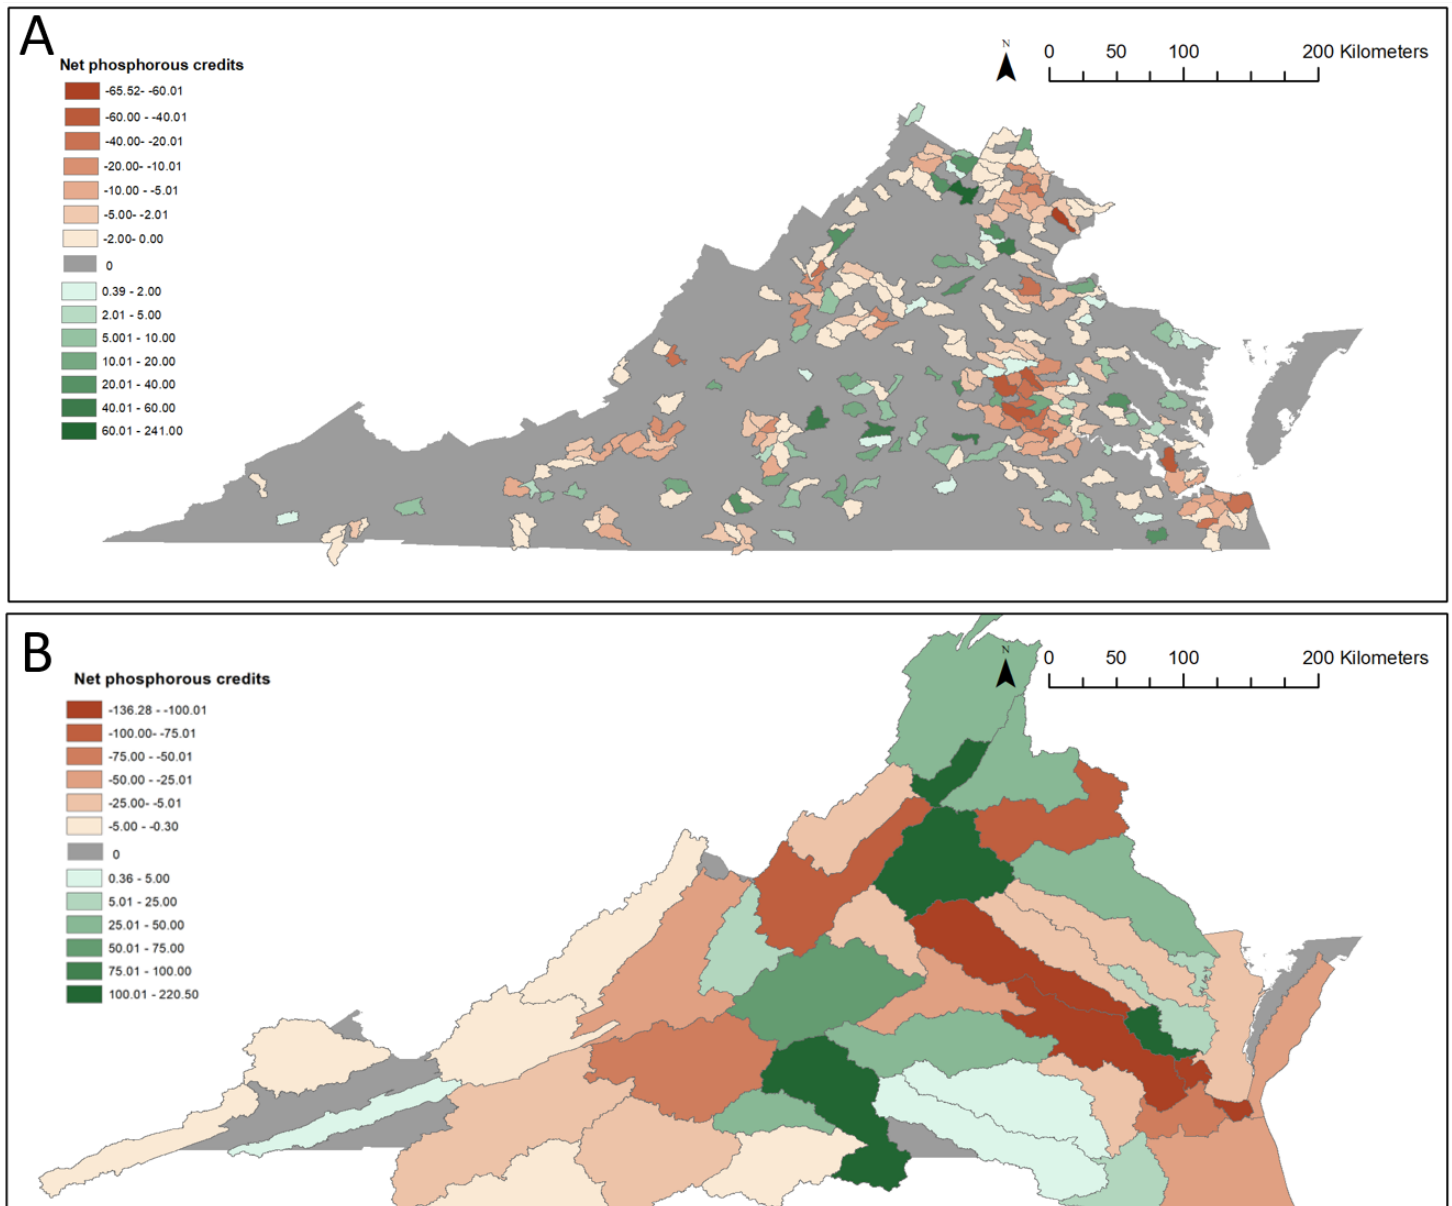 A
N
0 50 100 200 Kilometers
Net phosphorous credits
-65.52- -60.01
-60.00 - -40.01
-40.00- -20.01
-20.00- -10.01
-10.00 - -5.01
-5.00- -2.01
-2.00- 0.00
0
0.39 - 2.00
2.01 - 5.00
5.001 - 10.00
10.01 - 20.00
20.01 - 40.00
40.01 - 60.00
60.01 - 241.00
B
N
0 50 100 200 Kilometers
Net phosphorous credits
-136.28 - -100.01
-100.00- -75.01
-75.00 - -50.01
-50.00 - -25.01
-25.00- -5.01
-5.00 - -0.30
0
0.36 - 5.00
5.01 - 25.00
25.01 - 50.00
50.01 - 75.00
75.01 - 100.00
100.01 - 220.50